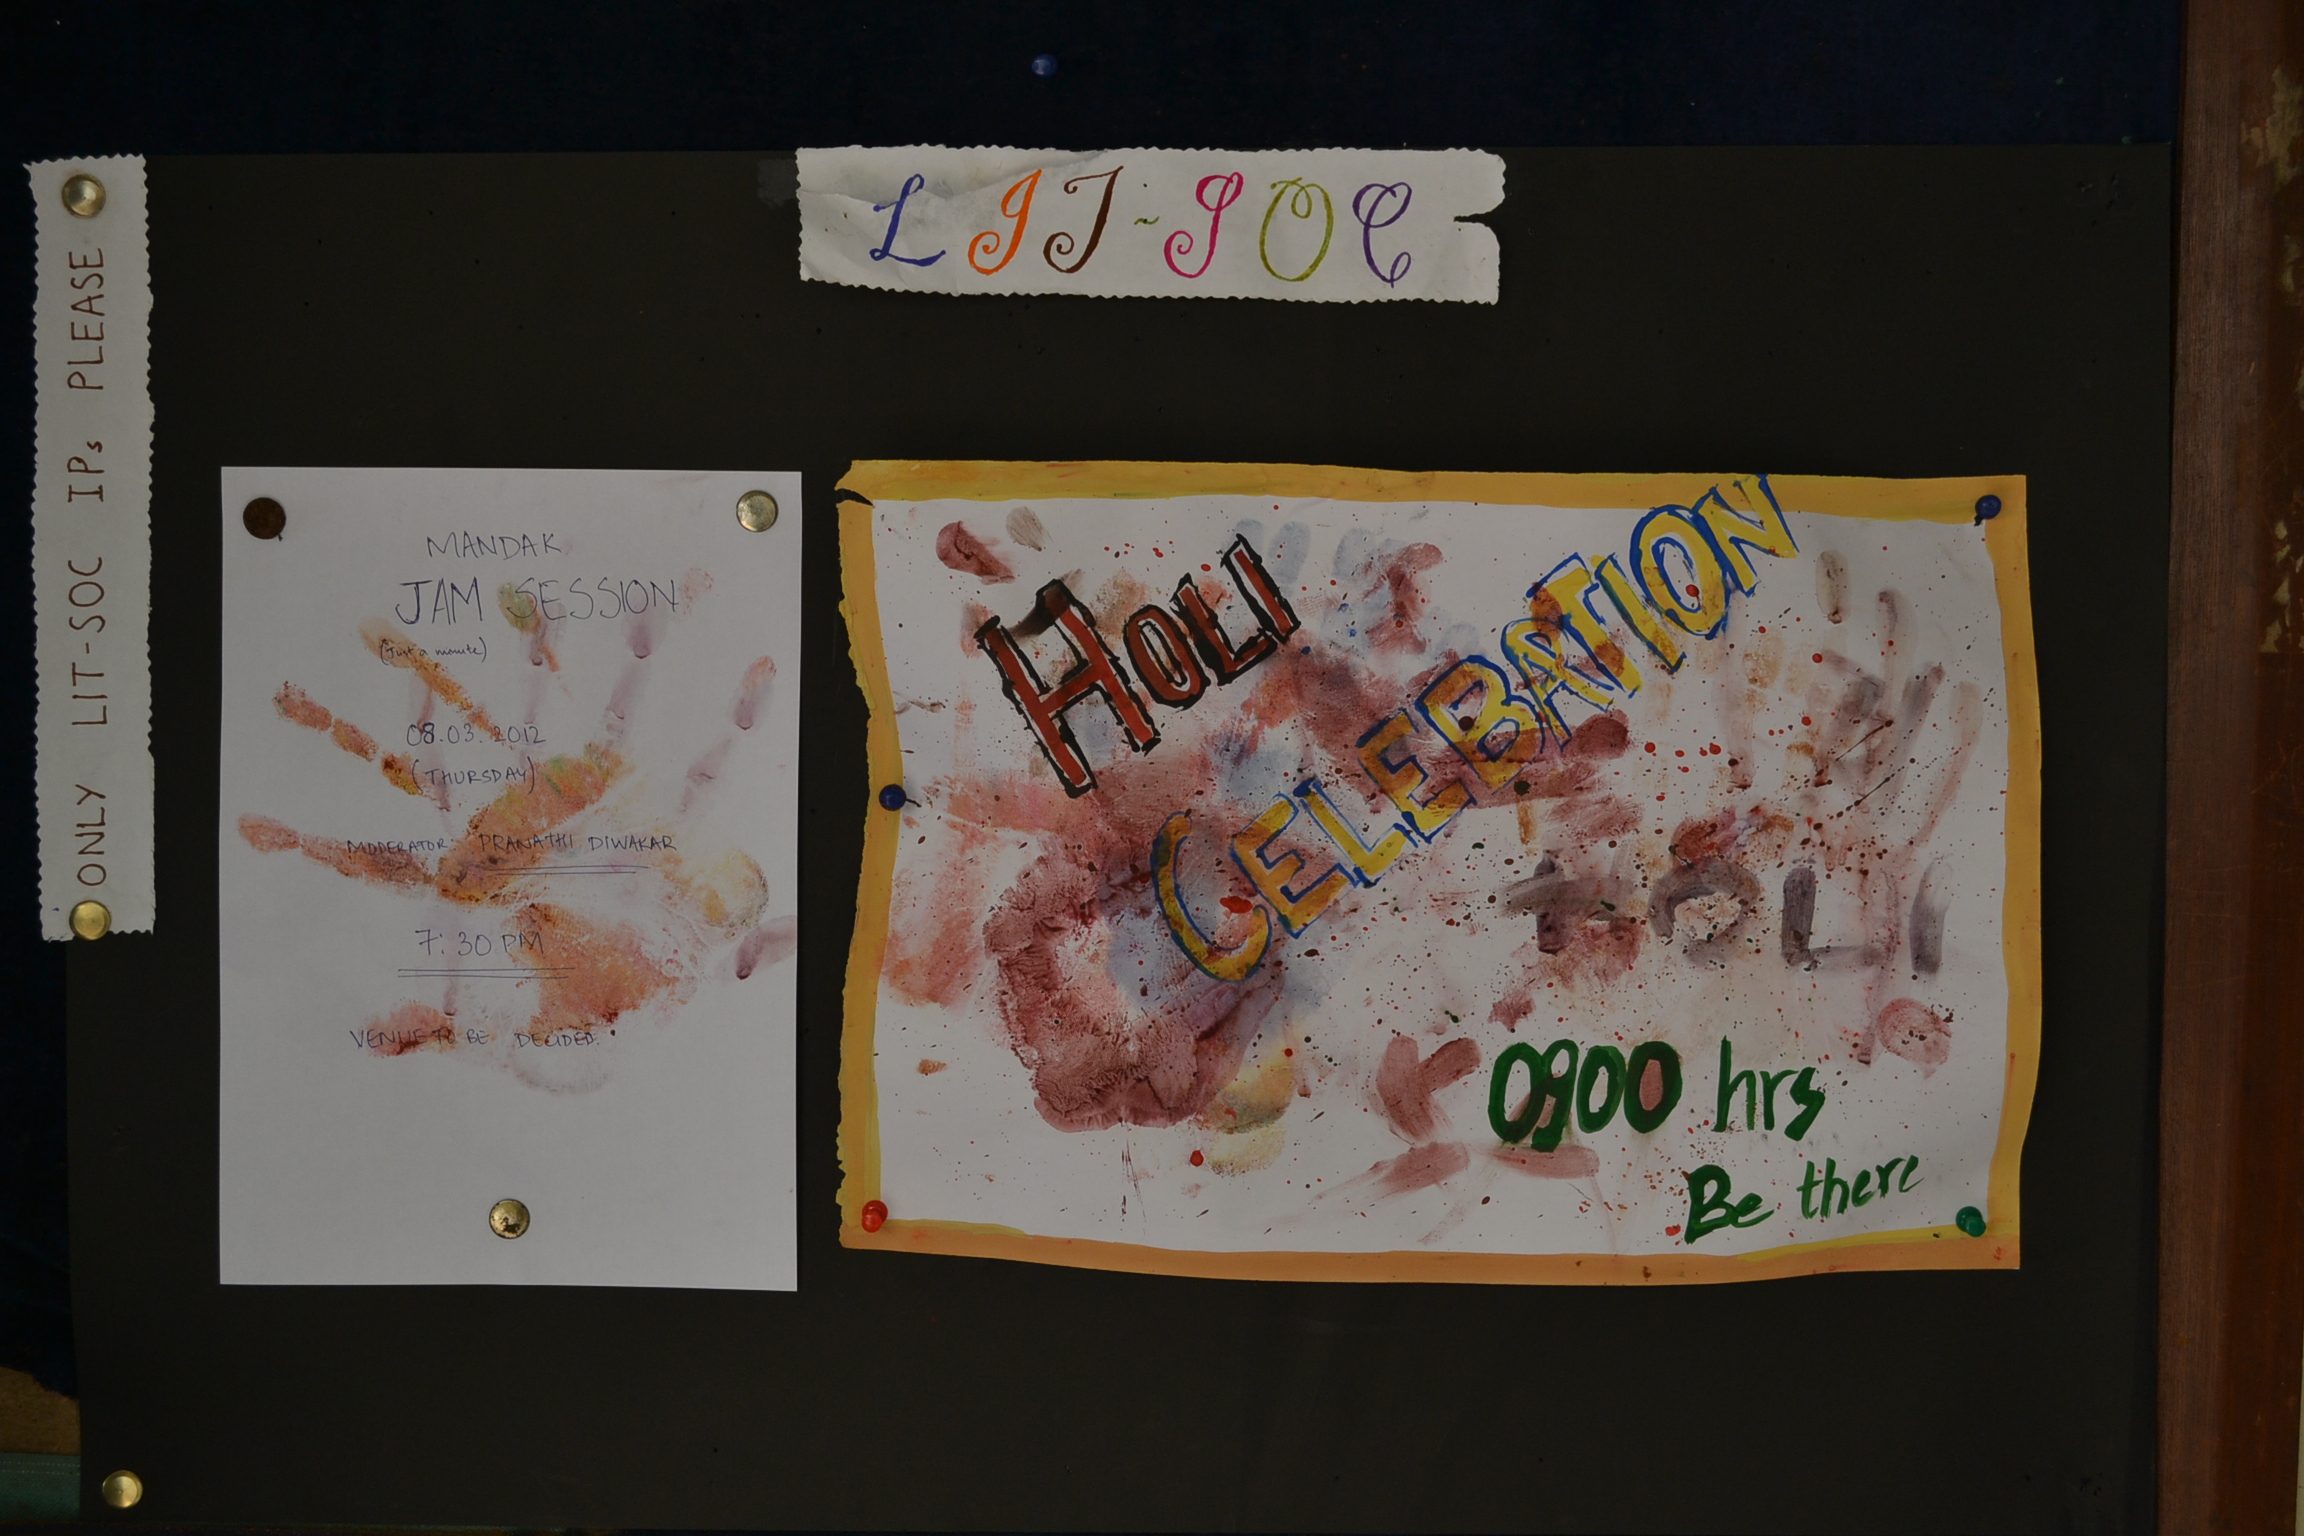 LIT-SOC
ONLY LIT-SOC IPs PLEASE
MANDAK
JAM SESSION
(Just a minute)
08.03.2012
(THURSDAY)
MODERATOR: PRANATHI DIWAKAR
7:30 PM
VENUE TO BE DECIDED.
HOLI
CELEBATION
HOLI
0900 hrs
Be there